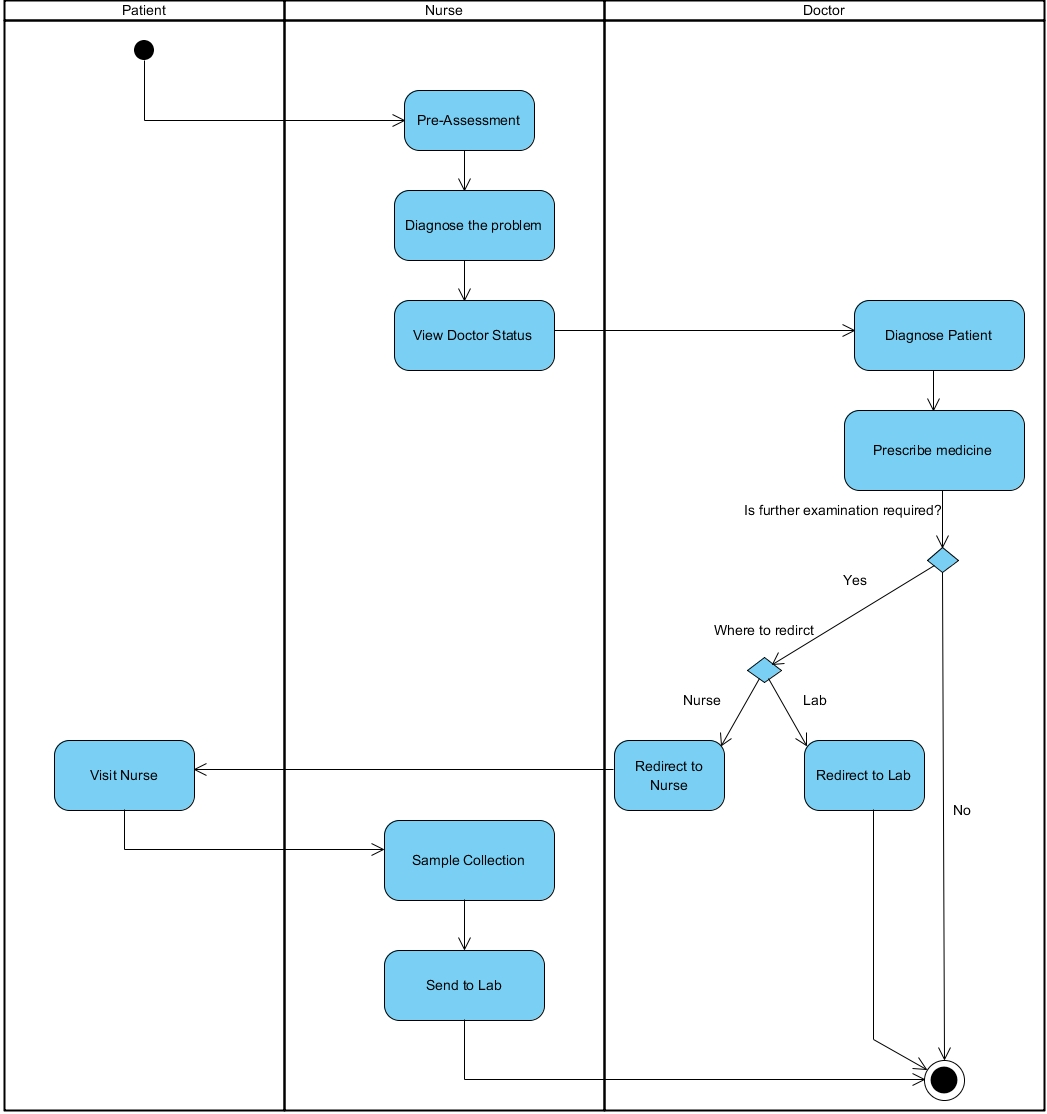 Patient
Nurse
Doctor
Pre-Assessment
Diagnose the problem
View Doctor Status
Diagnose Patient
Prescribe medicine
Is further examination required?
Yes
Where to redirct
Nurse
Lab
Visit Nurse
Redirect to
Nurse
Redirect to Lab
No
Sample Collection
Send to Lab